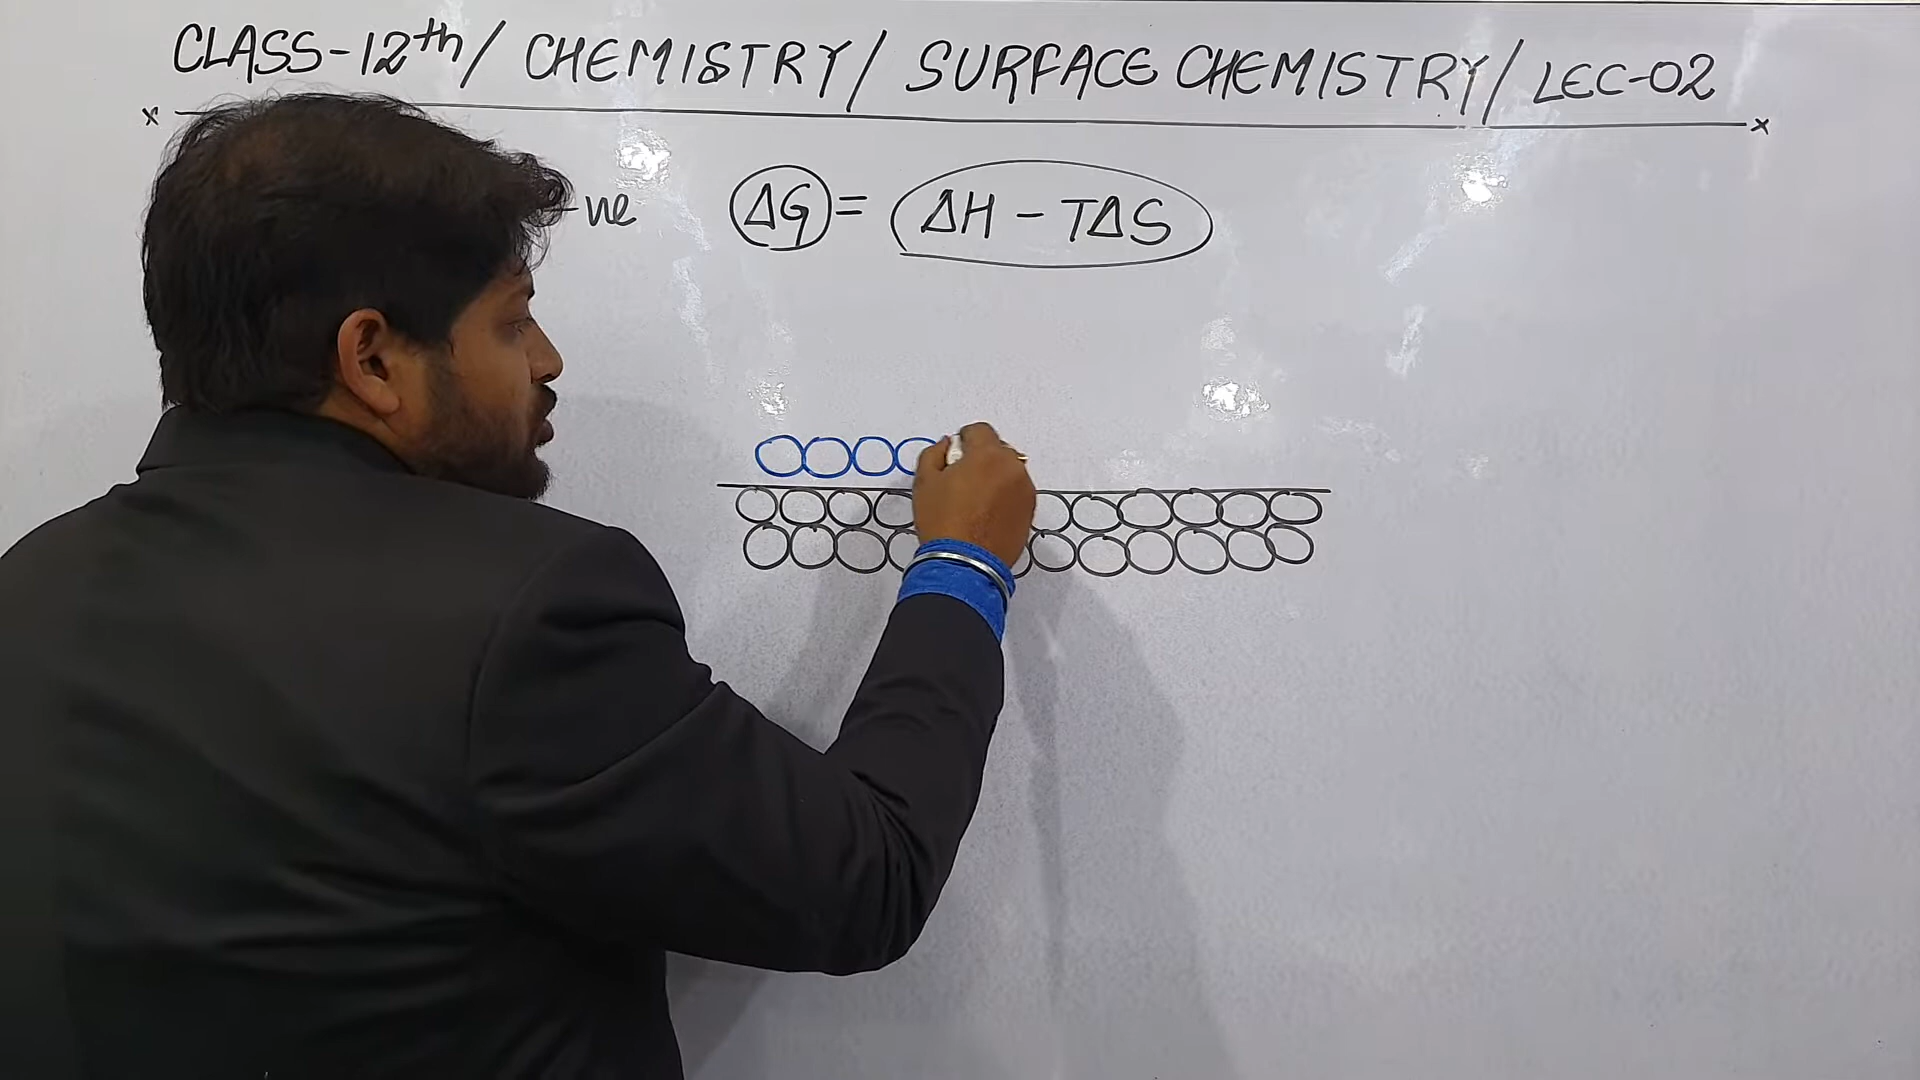 CLASS-12th/ CHEMISTRY/ SURFACE CHEMISTRY/ LEC-02
-ve ΔG = ΔH - TΔS